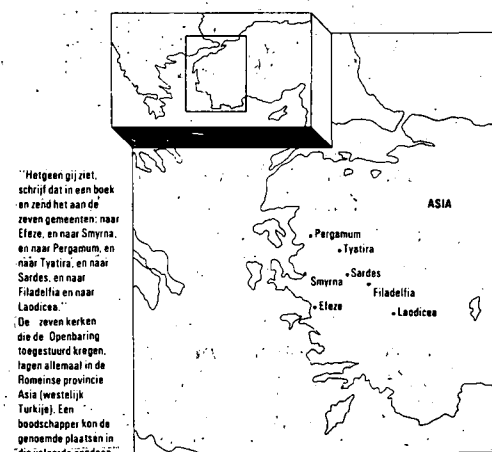 ''Hetgeen gij ziet,
schrijf dat in een boek
en zend het aan de
zeven gemeenten: naar
Efeze, en naar Smyrna,
en naar Pergamum, en
naar Tyatira, en naar
Sardes, en naar
Filadelfia en naar
Laodicea.''
De zeven kerken
die de Openbaring
toegestuurd kregen,
lagen allemaal in de
Romeinse provincie
Asia (westelijk
Turkije). Een
boodschapper kon de
genoemde plaatsen in
ASIA
Pergamum
Tyatira
Smyrna
Sardes
Filadelfia
Efeze
Laodicea